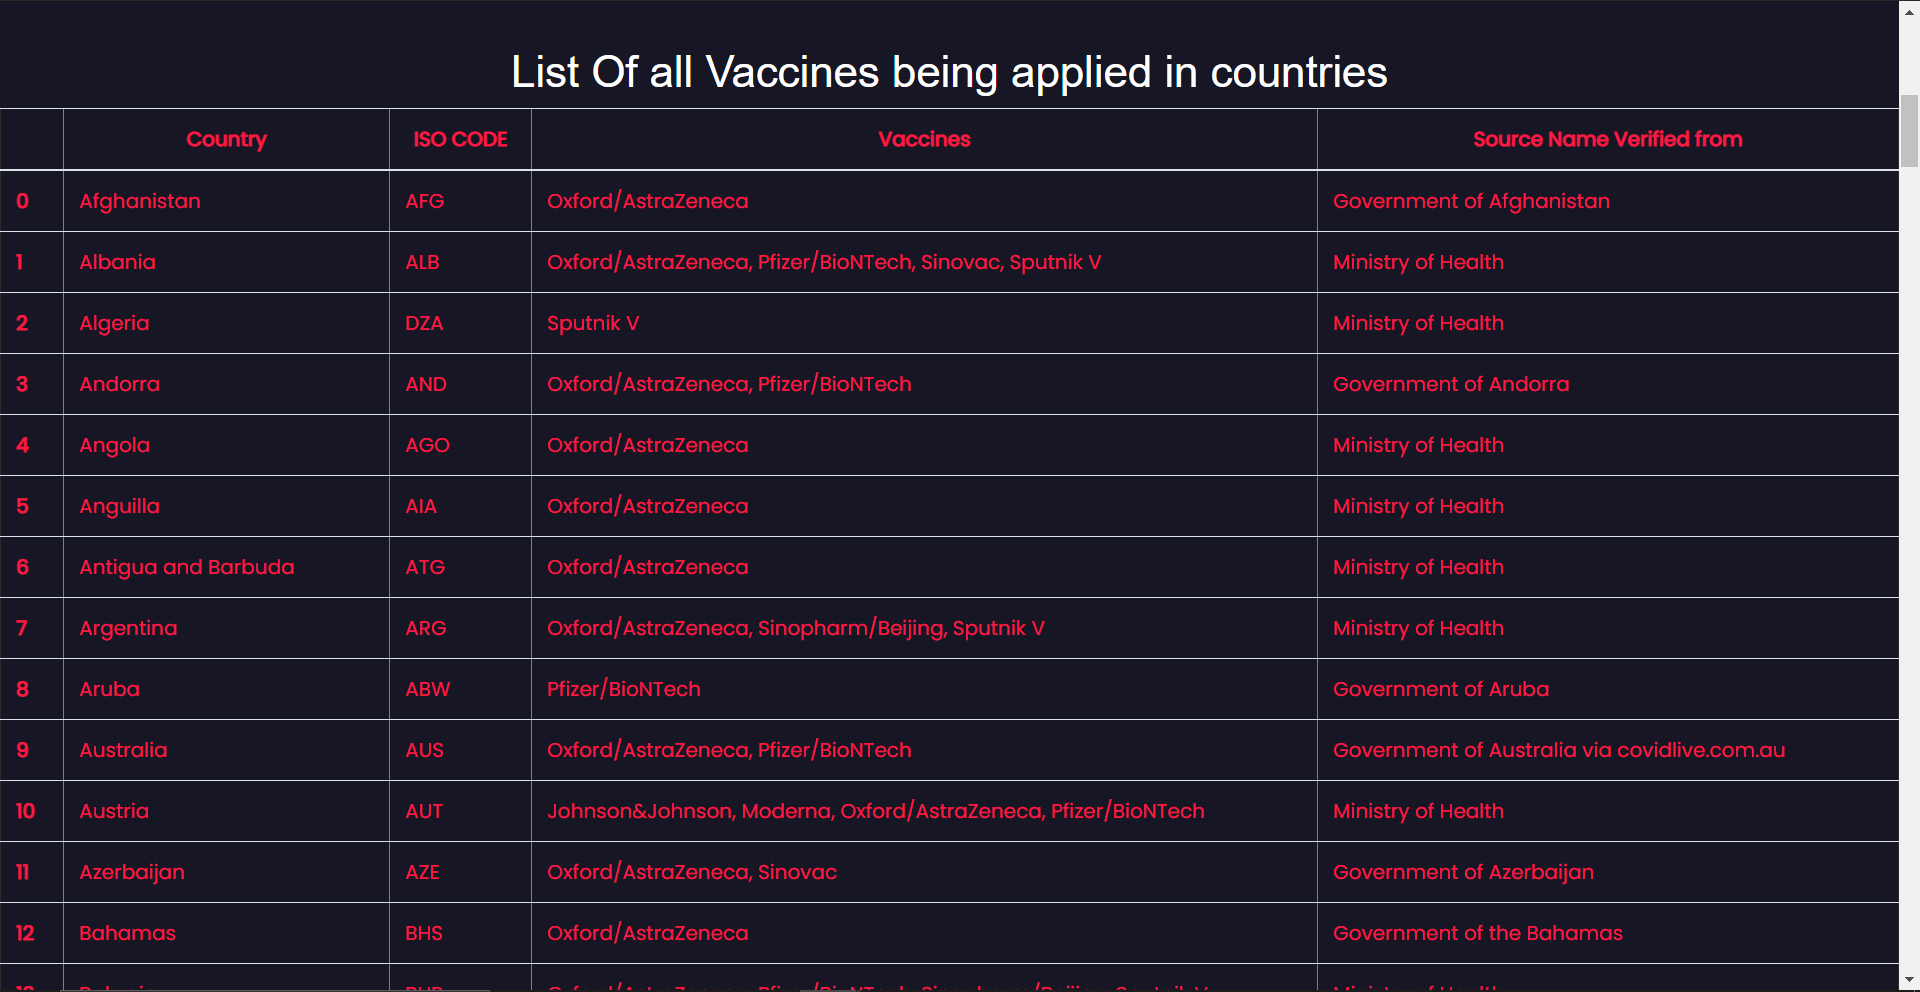 List Of all Vaccines being applied in countries
Country ISO CODE Vaccines Source Name Verified from
0 Afghanistan AFG Oxford/AstraZeneca Government of Afghanistan
1 Albania ALB Oxford/AstraZeneca, Pfizer/BioNTech, Sinovac, Sputnik V Ministry of Health
2 Algeria DZA Sputnik V Ministry of Health
3 Andorra AND Oxford/AstraZeneca, Pfizer/BioNTech Government of Andorra
4 Angola AGO Oxford/AstraZeneca Ministry of Health
5 Anguilla AIA Oxford/AstraZeneca Ministry of Health
6 Antigua and Barbuda ATG Oxford/AstraZeneca Ministry of Health
7 Argentina ARG Oxford/AstraZeneca, Sinopharm/Beijing, Sputnik V Ministry of Health
8 Aruba ABW Pfizer/BioNTech Government of Aruba
9 Australia AUS Oxford/AstraZeneca, Pfizer/BioNTech Government of Australia via covidlive.com.au
10 Austria AUT Johnson&Johnson, Moderna, Oxford/AstraZeneca, Pfizer/BioNTech Ministry of Health
11 Azerbaijan AZE Oxford/AstraZeneca, Sinovac Government of Azerbaijan
12 Bahamas BHS Oxford/AstraZeneca Government of the Bahamas